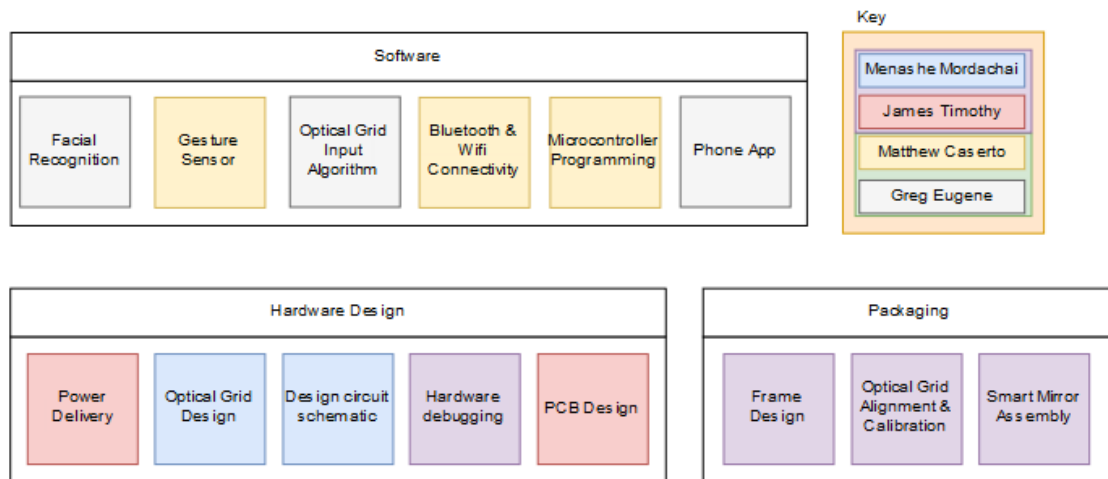 Key
Software
Menashe Mordachai
James Timothy
Matthew Caserto
Greg Eugene
Facial
Recognition
Gesture
Sensor
Optical Grid
Input
Algorithm
Bluetooth &
Wifi
Connectivity
Microcontroller
Programming
Phone App
Hardware Design
Power
Delivery
Optical Grid
Design
Design circuit
schematic
Hardware
debugging
PCB Design
Packaging
Frame
Design
Optical Grid
Alignment &
Calibration
Smart Mirror
Assembly